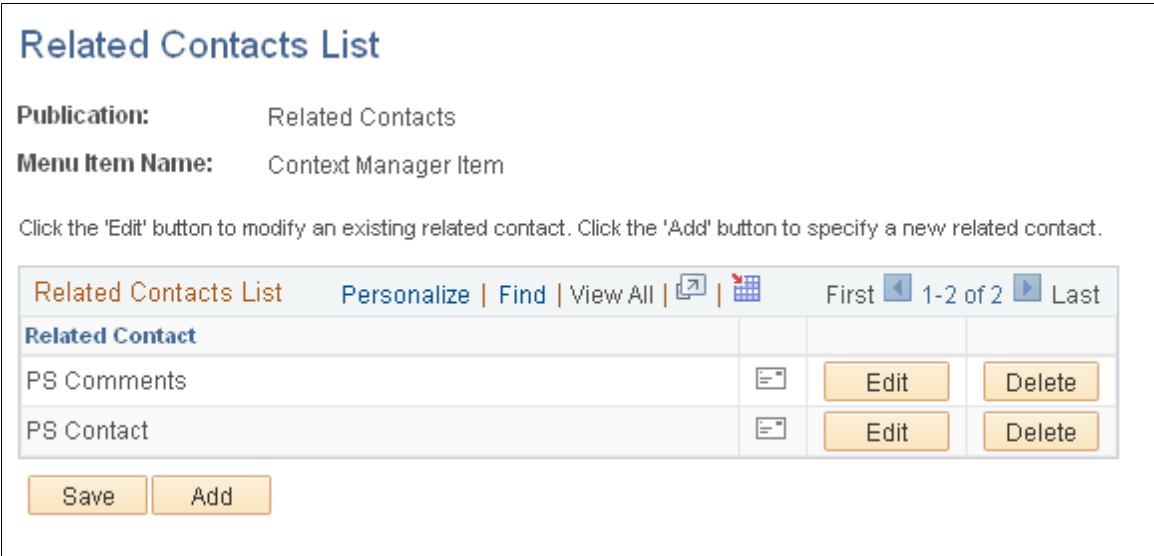 Related Contacts List
Publication: Related Contacts
Menu Item Name: Context Manager Item
Click the 'Edit' button to modify an existing related contact. Click the 'Add' button to specify a new related contact.
Related Contacts List Personalize | Find | View All | | First 1-2 of 2 Last
Related Contact
PS Comments Edit Delete
PS Contact Edit Delete
Save Add